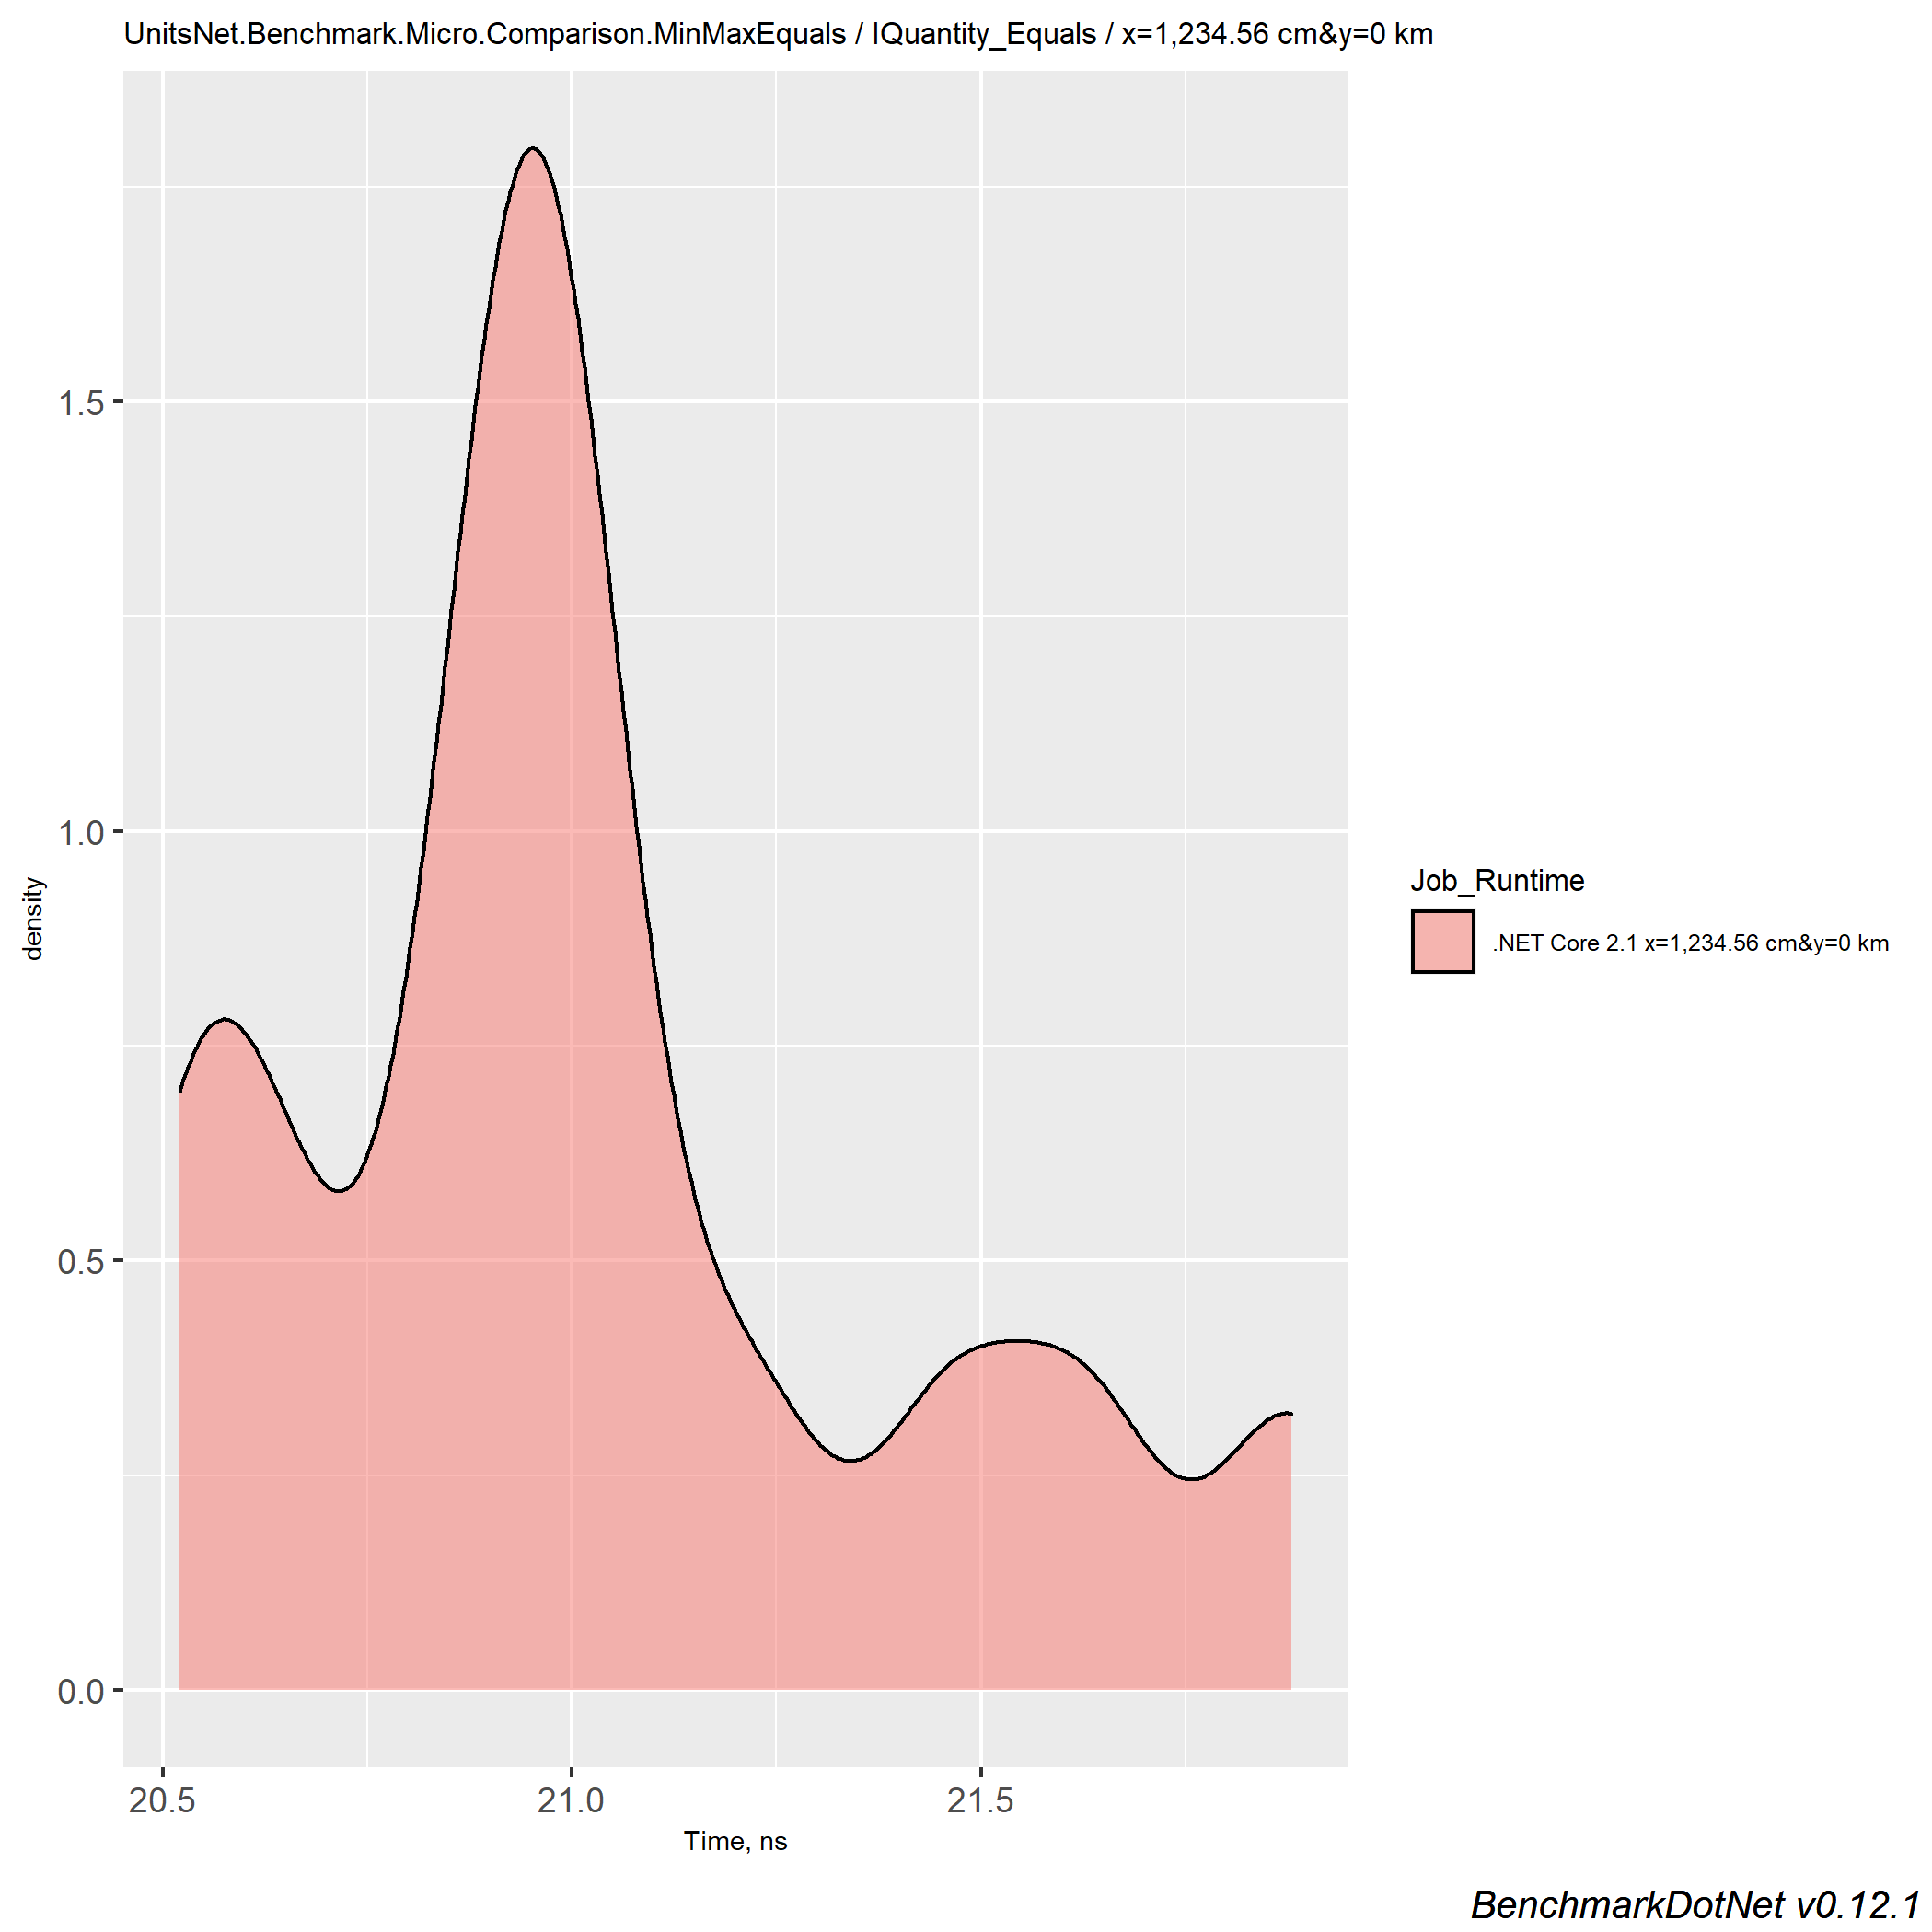 UnitsNet.Benchmark.Micro.Comparison.MinMaxEquals / IQuantity_Equals / x=1,234.56 cm&y=0 km
1.5
1.0
0.5
0.0
density
20.5 21.0 21.5
Time, ns
Job_Runtime
.NET Core 2.1 x=1,234.56 cm&y=0 km
BenchmarkDotNet v0.12.1